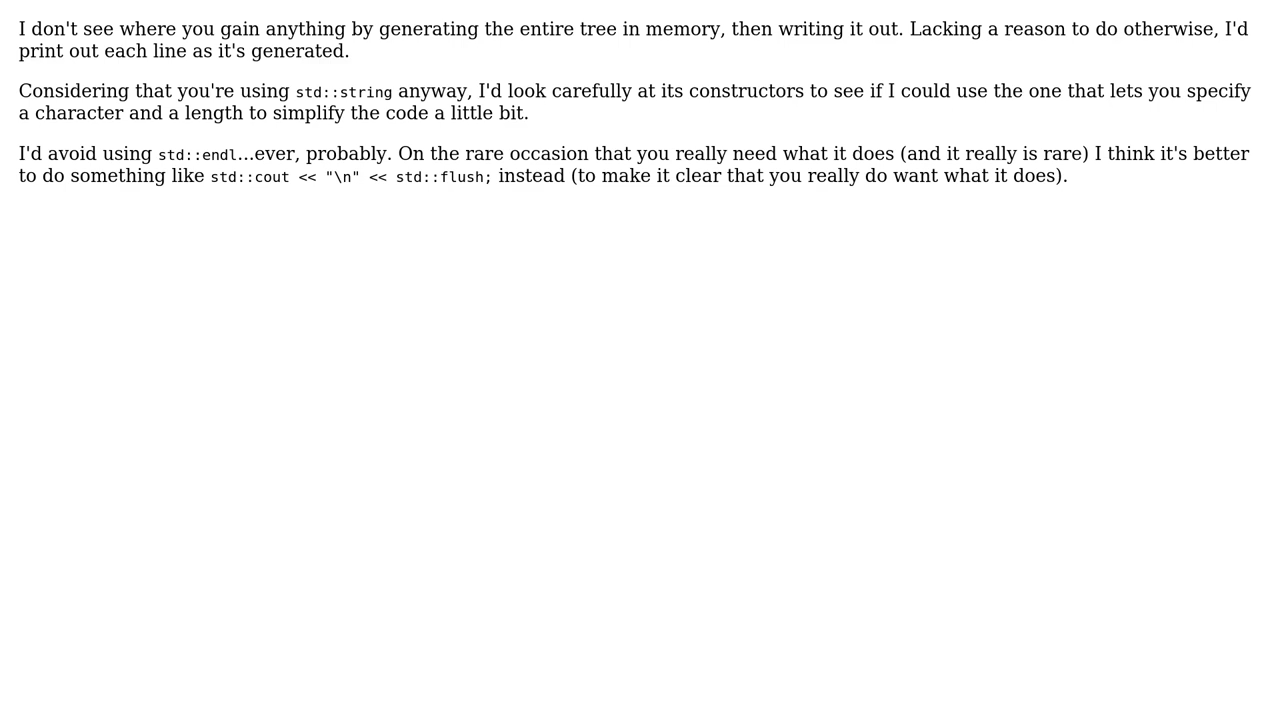 I don't see where you gain anything by generating the entire tree in memory, then writing it out. Lacking a reason to do otherwise, I'd
print out each line as it's generated.
Considering that you're using std::string anyway, I'd look carefully at its constructors to see if I could use the one that lets you specify
a character and a length to simplify the code a little bit.
I'd avoid using std::endl...ever, probably. On the rare occasion that you really need what it does (and it really is rare) I think it's better
to do something like std::cout << "\n" << std::flush; instead (to make it clear that you really do want what it does).